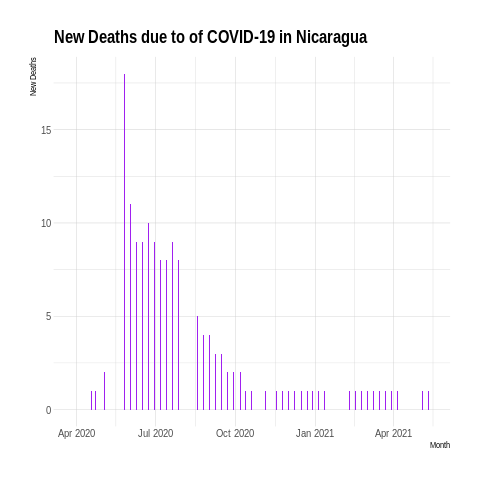 New Deaths due to of COVID-19 in Nicaragua
New Deaths
15
10
5
0
Apr 2020 Jul 2020 Oct 2020 Jan 2021 Apr 2021
Month